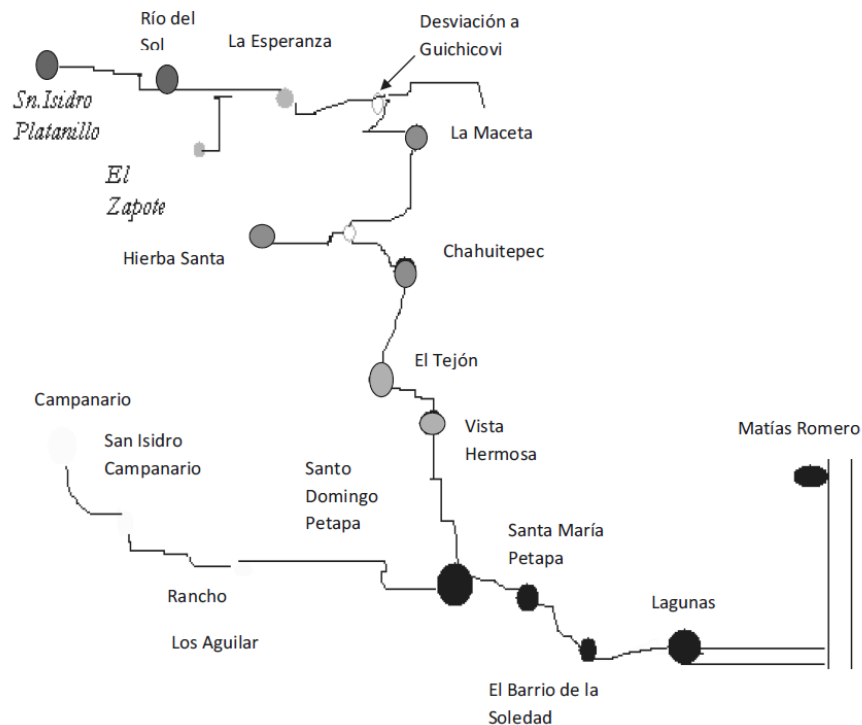 Río del
Sol
La Esperanza
Desviación a
Guichicovi
Sn.Isidro
Platanillo
La Maceta
El
Zapote
Hierba Santa
Chahuitepec
El Tejón
Campanario
San Isidro
Campanario
Santo
Domingo
Petapa
Vista
Hermosa
Matías Romero
Santa María
Petapa
Rancho
Los Aguilar
Lagunas
El Barrio de la
Soledad